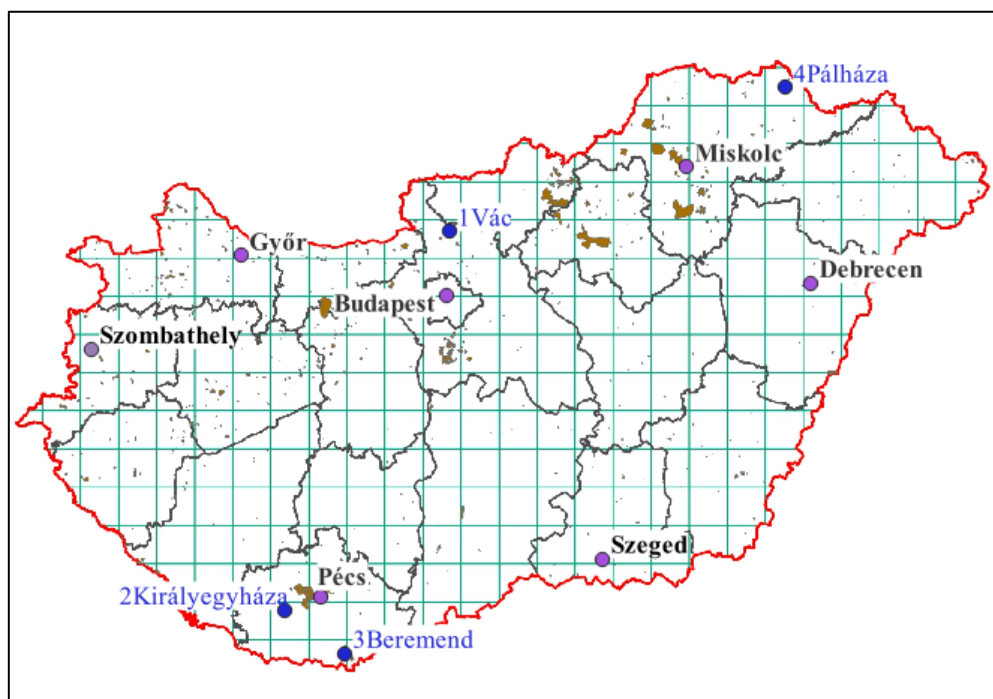 4Pálháza
Miskolc
1Vác
Győr
Debrecen
Budapest
Szombathely
Szeged
Pécs
2Királyegyháza
3Beremend